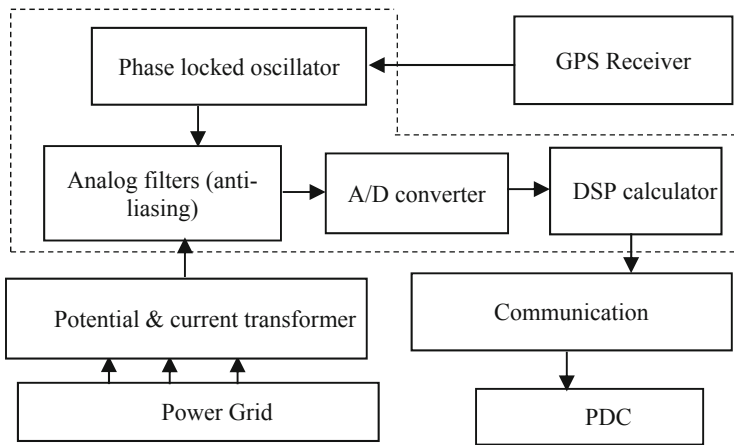 Phase locked oscillator
GPS Receiver
Analog filters (anti-
liasing)
A/D converter
DSP calculator
Potential & current transformer
Communication
Power Grid
PDC